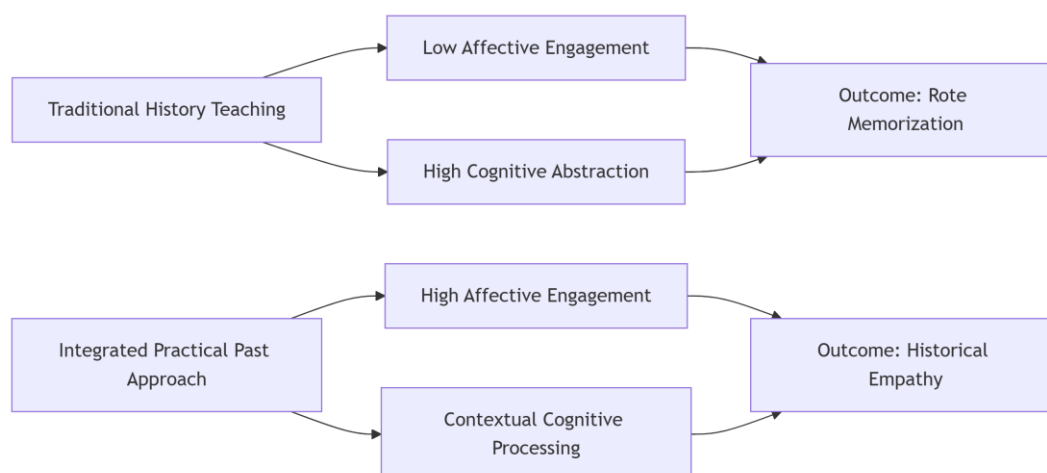 Low Affective Engagement
Traditional History Teaching
Outcome: Rote
Memorization
High Cognitive Abstraction
High Affective Engagement
Integrated Practical Past
Approach
Outcome: Historical
Empathy
Contextual Cognitive
Processing